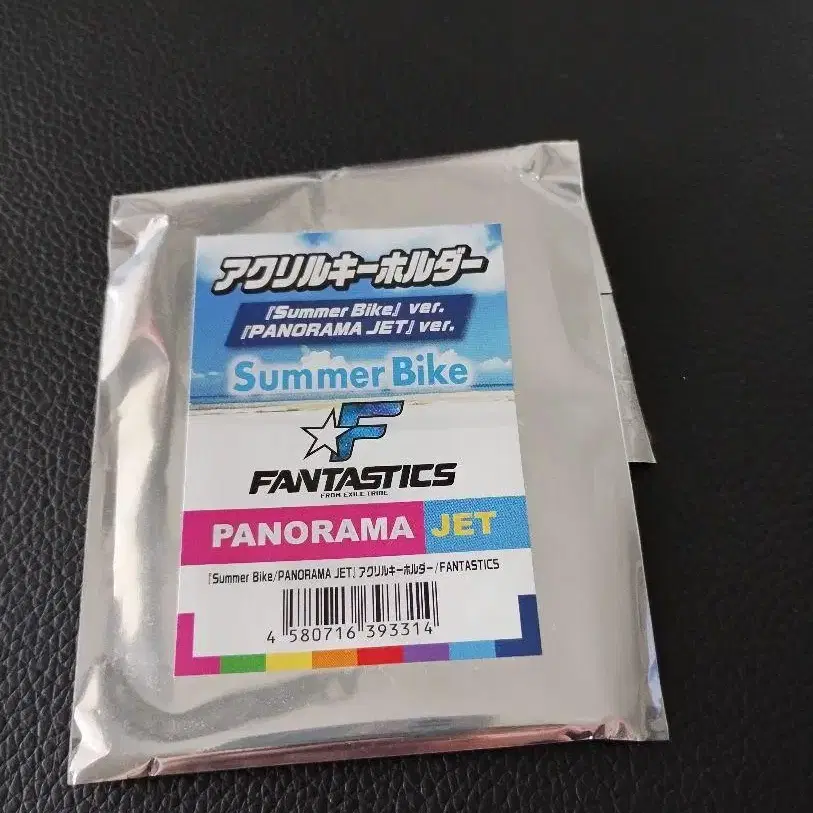 アクリルキーホルダー
『Summer Bike』 ver.
『PANORAMA JET』 ver.
Summer Bike
F
FANTASTICS
FROM EXILE TRIBE
PANORAMA JET
『Summer Bike/PANORAMA JET』アクリルキーホルダー/FANTASTICS
4 580716 393314